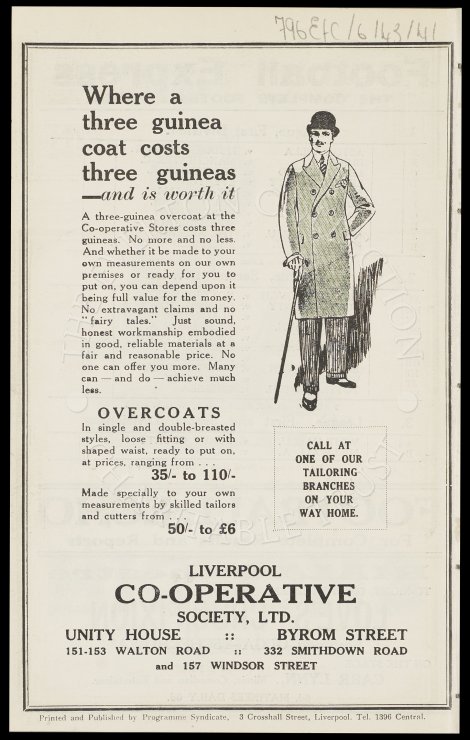 796EFC/6/43/41
Where a
three guinea
coat costs
three guineas
—and is worth it
A three-guinea overcoat at the
Co-operative Stores costs three
guineas. No more and no less.
And whether it be made to your
own measurements on our own
premises or ready for you to
put on, you can depend upon it
being full value for the money.
No extravagant claims and no
"fairy tales." Just sound,
honest workmanship embodied
in good, reliable materials at a
fair and reasonable price. No
one can offer you more. Many
can — and do — achieve much
less.
OVERCOATS
In single and double-breasted
styles, loose fitting or with
shaped waist, ready to put on,
at prices, ranging from . . .
35/- to 110/-
Made specially to your own
measurements by skilled tailors
and cutters from . . .
50/- to £6
CALL AT
ONE OF OUR
TAILORING
BRANCHES
ON YOUR
WAY HOME.
LIVERPOOL
CO-OPERATIVE
SOCIETY, LTD.
UNITY HOUSE :: BYROM STREET
151-153 WALTON ROAD :: 332 SMITHDOWN ROAD
and 157 WINDSOR STREET
Printed and Published by Programme Syndicate, 3 Crosshall Street, Liverpool. Tel. 1396 Central.